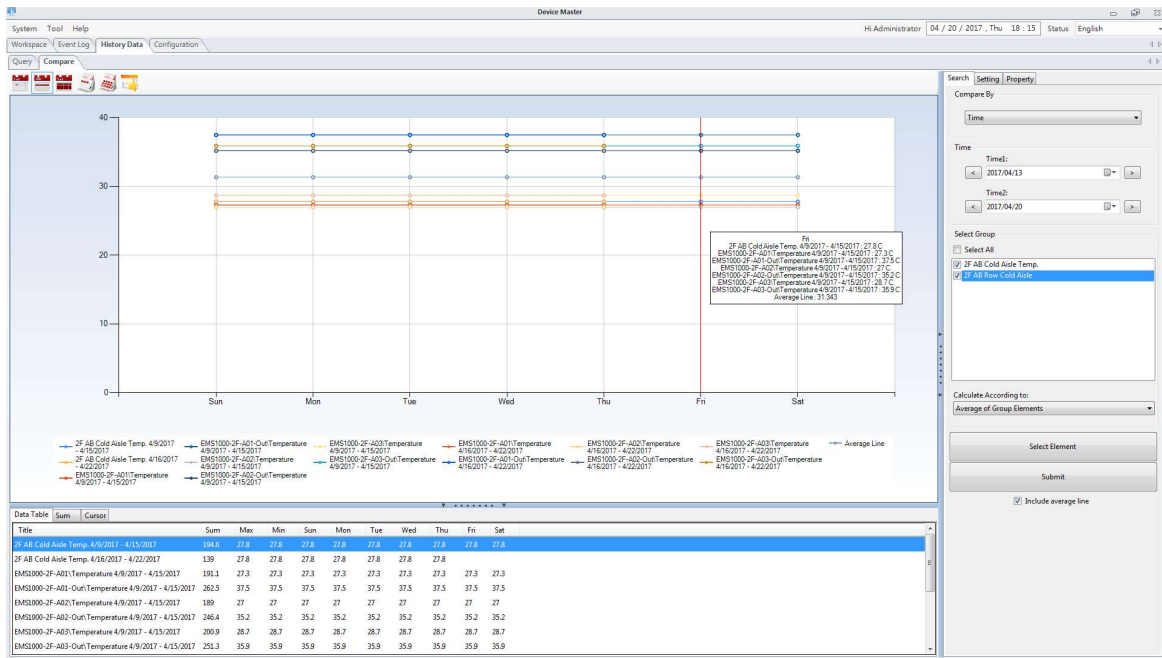 Device Master
System Tool Help
Hi Administrator 04 / 20 / 2017 , Thu 18 : 15 Status English
Workspace Event Log History Data Configuration
Query Compare
40
30
20
10
0
Sun Mon Tue Wed Thu Fri Sat
Fri
2F AB Cold Aisle Temp. 4/9/2017 - 4/15/2017 : 27.8 C
EMS1000-2F-A01\Temperature 4/9/2017 -4/15/2017 : 27.3 C
EMS1000-2F-A01-Out\Temperature 4/9/2017 -4/15/2017 : 37.5 C
EMS1000-2F-A02\Temperature 4/9/2017 -4/15/2017 : 27 C
EMS1000-2F-A02-Out\Temperature 4/9/2017 -4/15/2017 : 35.2 C
EMS1000-2F-A03\Temperature 4/9/2017 -4/15/2017 : 28.7 C
EMS1000-2F-A03-Out\Temperature 4/9/2017 -4/15/2017 : 35.9 C
Average Line : 31.343
2F AB Cold Aisle Temp. 4/9/2017
- 4/15/2017
2F AB Cold Aisle Temp. 4/16/2017
- 4/22/2017
EMS1000-2F-A01\Temperature
4/9/2017 - 4/15/2017
EMS1000-2F-A01-Out\Temperature
4/9/2017 - 4/15/2017
EMS1000-2F-A02\Temperature
4/9/2017 - 4/15/2017
EMS1000-2F-A02-Out\Temperature
4/9/2017 - 4/15/2017
EMS1000-2F-A03\Temperature
4/9/2017 - 4/15/2017
EMS1000-2F-A03-Out\Temperature
4/9/2017 - 4/15/2017
EMS1000-2F-A01\Temperature
4/16/2017 - 4/22/2017
EMS1000-2F-A01-Out\Temperature
4/16/2017 - 4/22/2017
EMS1000-2F-A02\Temperature
4/16/2017 - 4/22/2017
EMS1000-2F-A02-Out\Temperature
4/16/2017 - 4/22/2017
EMS1000-2F-A03\Temperature
4/16/2017 - 4/22/2017
EMS1000-2F-A03-Out\Temperature
4/16/2017 - 4/22/2017
Average Line
Data Table Sum Cursor
Title Sum Max Min Sun Mon Tue Wed Thu Fri Sat
2F AB Cold Aisle Temp. 4/9/2017 - 4/15/2017 194.6 27.8 27.8 27.8 27.8 27.8 27.8 27.8 27.8 27.8
2F AB Cold Aisle Temp. 4/16/2017 - 4/22/2017 139 27.8 27.8 27.8 27.8 27.8 27.8 27.8
EMS1000-2F-A01\Temperature 4/9/2017 - 4/15/2017 191.1 27.3 27.3 27.3 27.3 27.3 27.3 27.3 27.3 27.3
EMS1000-2F-A01-Out\Temperature 4/9/2017 - 4/15/2017 262.5 37.5 37.5 37.5 37.5 37.5 37.5 37.5 37.5 37.5
EMS1000-2F-A02\Temperature 4/9/2017 - 4/15/2017 189 27 27 27 27 27 27 27 27 27
EMS1000-2F-A02-Out\Temperature 4/9/2017 - 4/15/2017 246.4 35.2 35.2 35.2 35.2 35.2 35.2 35.2 35.2 35.2
EMS1000-2F-A03\Temperature 4/9/2017 - 4/15/2017 200.9 28.7 28.7 28.7 28.7 28.7 28.7 28.7 28.7 28.7
EMS1000-2F-A03-Out\Temperature 4/9/2017 - 4/15/2017 251.3 35.9 35.9 35.9 35.9 35.9 35.9 35.9 35.9 35.9
Search Setting Property
Compare By
Time
Time
Time1:
< 2017/04/13 >
Time2:
< 2017/04/20 >
Select Group
Select All
2F AB Cold Aisle Temp.
2F AB Row Cold Aisle
Calculate According to:
Average of Group Elements
Select Element
Submit
Include average line